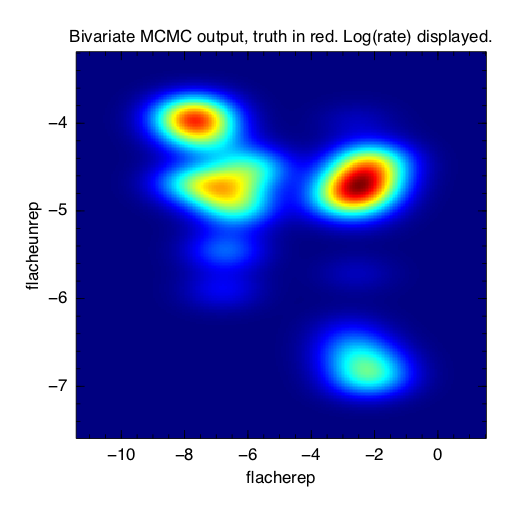 Bivariate MCMC output, truth in red. Log(rate) displayed.
−4
−5
−6
−7
flacheunrep
−10 −8 −6 −4 −2 0
flacherep